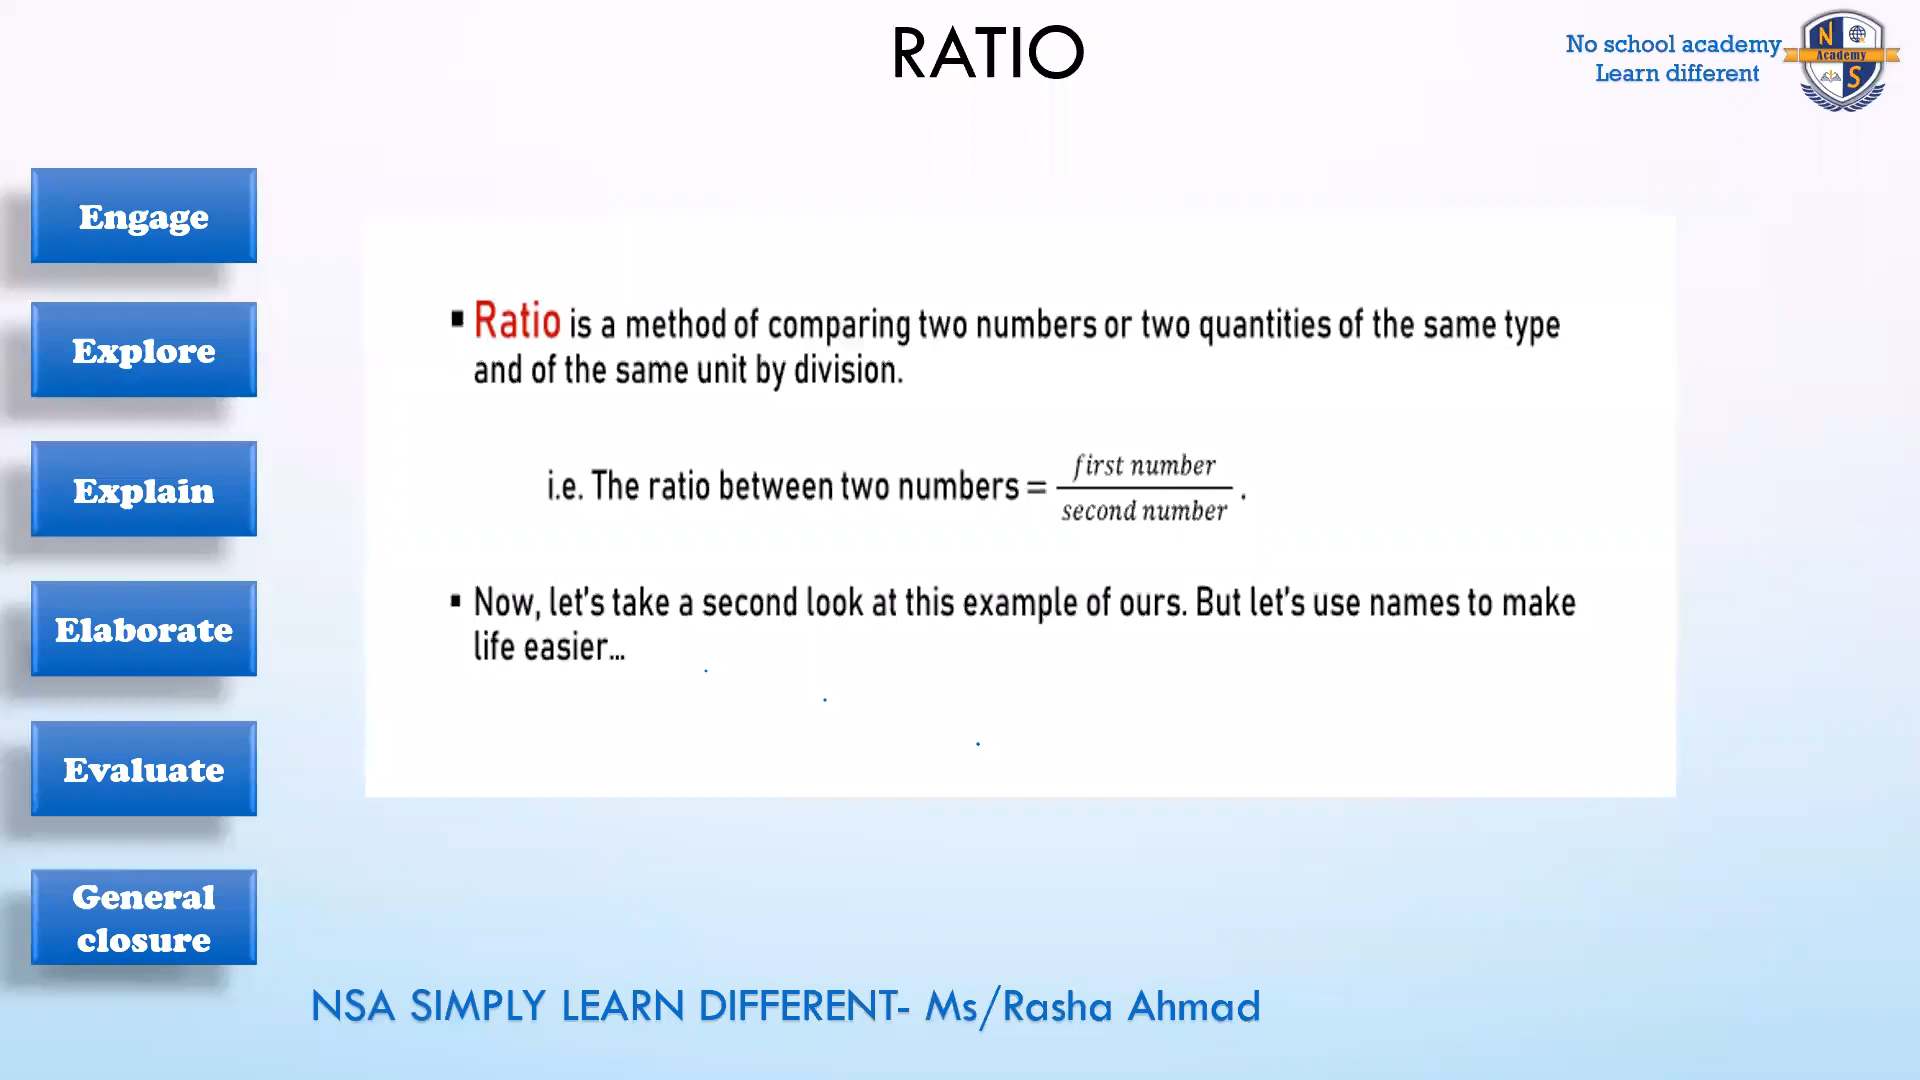 RATIO
No school academy
Learn different
N
Academy
S
Engage
Explore
Explain
Elaborate
Evaluate
General
closure
▪ Ratio is a method of comparing two numbers or two quantities of the same type
and of the same unit by division.
i.e. The ratio between two numbers = first number / second number .
▪ Now, let's take a second look at this example of ours. But let's use names to make
life easier...
NSA SIMPLY LEARN DIFFERENT- Ms/Rasha Ahmad